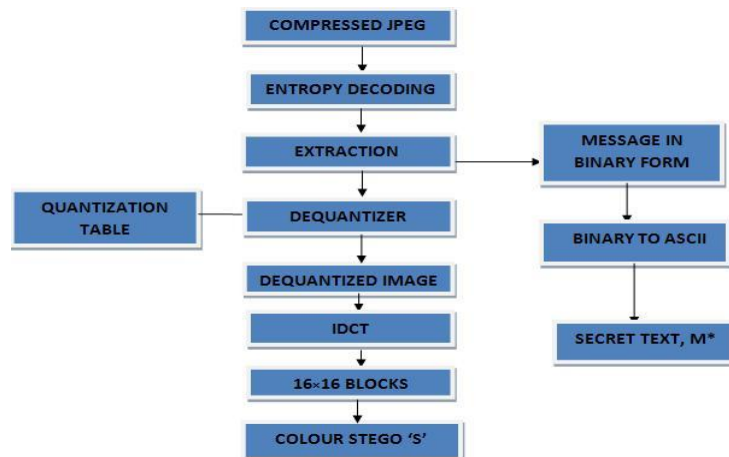 COMPRESSED JPEG
ENTROPY DECODING
EXTRACTION
MESSAGE IN
BINARY FORM
QUANTIZATION
TABLE
DEQUANTIZER
BINARY TO ASCII
DEQUANTIZED IMAGE
IDCT
SECRET TEXT, M*
16×16 BLOCKS
COLOUR STEGO ‘S’